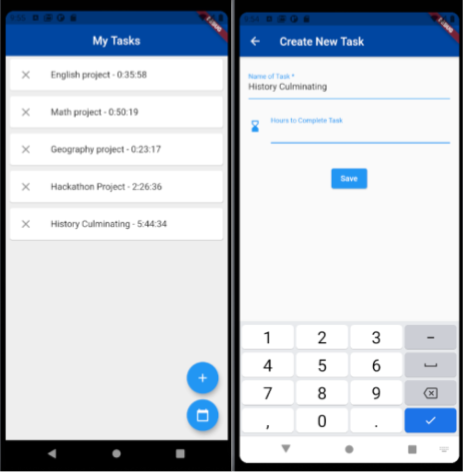 My Tasks
English project - 0:35:58
Math project - 0:50:19
Geography project - 0:23:17
Hackathon Project - 2:26:36
History Culminating - 5:44:34
Create New Task
Name of Task *
History Culminating
Hours to Complete Task
Save
1 2 3 -
4 5 6
7 8 9
, 0 .